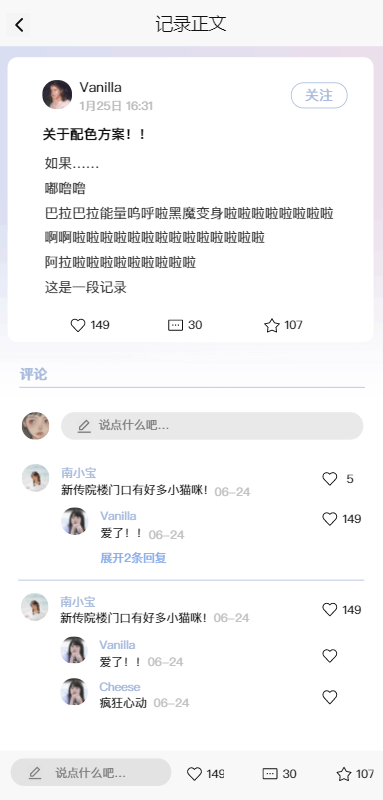 记录正文
Vanilla
1月25日 16:31
关注
关于配色方案！！
如果......
嘟噜噜
巴拉巴拉能量呜呼啦黑魔变身啦啦啦啦啦啦啦啦
啊啊啦啦啦啦啦啦啦啦啦啦啦啦啦啦
阿拉啦啦啦啦啦啦啦啦啦
这是一段记录
149 30 107
评论
说点什么吧...
南小宝
新传院楼门口有好多小猫咪！ 06-24
5
Vanilla
爱了！！ 06-24
149
展开2条回复
南小宝
新传院楼门口有好多小猫咪！ 06-24
149
Vanilla
爱了！！ 06-24
Cheese
疯狂心动 06-24
说点什么吧... 149 30 107